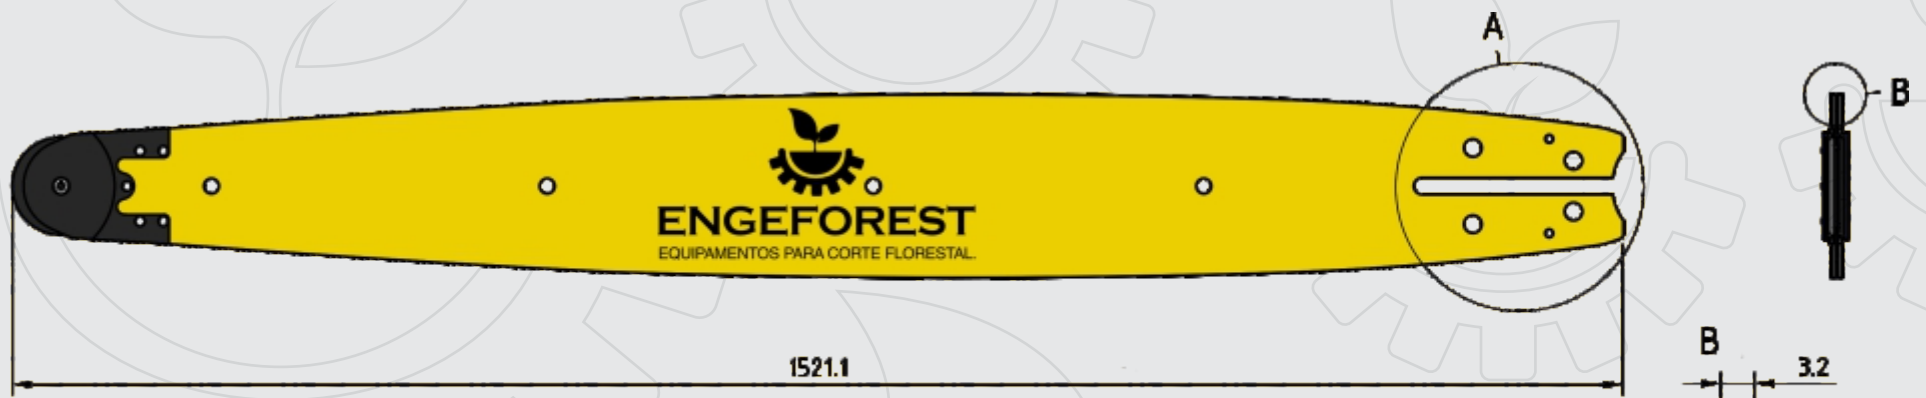 A
B
ENGEFOREST
EQUIPAMENTOS PARA CORTE FLORESTAL.
B
1521.1
3.2